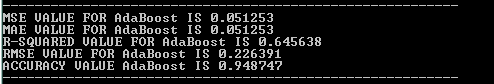 MSE VALUE FOR AdaBoost IS 0.051253
MAE VALUE FOR AdaBoost IS 0.051253
R-SQUARED VALUE FOR AdaBoost IS 0.645638
RMSE VALUE FOR AdaBoost IS 0.226391
ACCURACY VALUE AdaBoost IS 0.948747